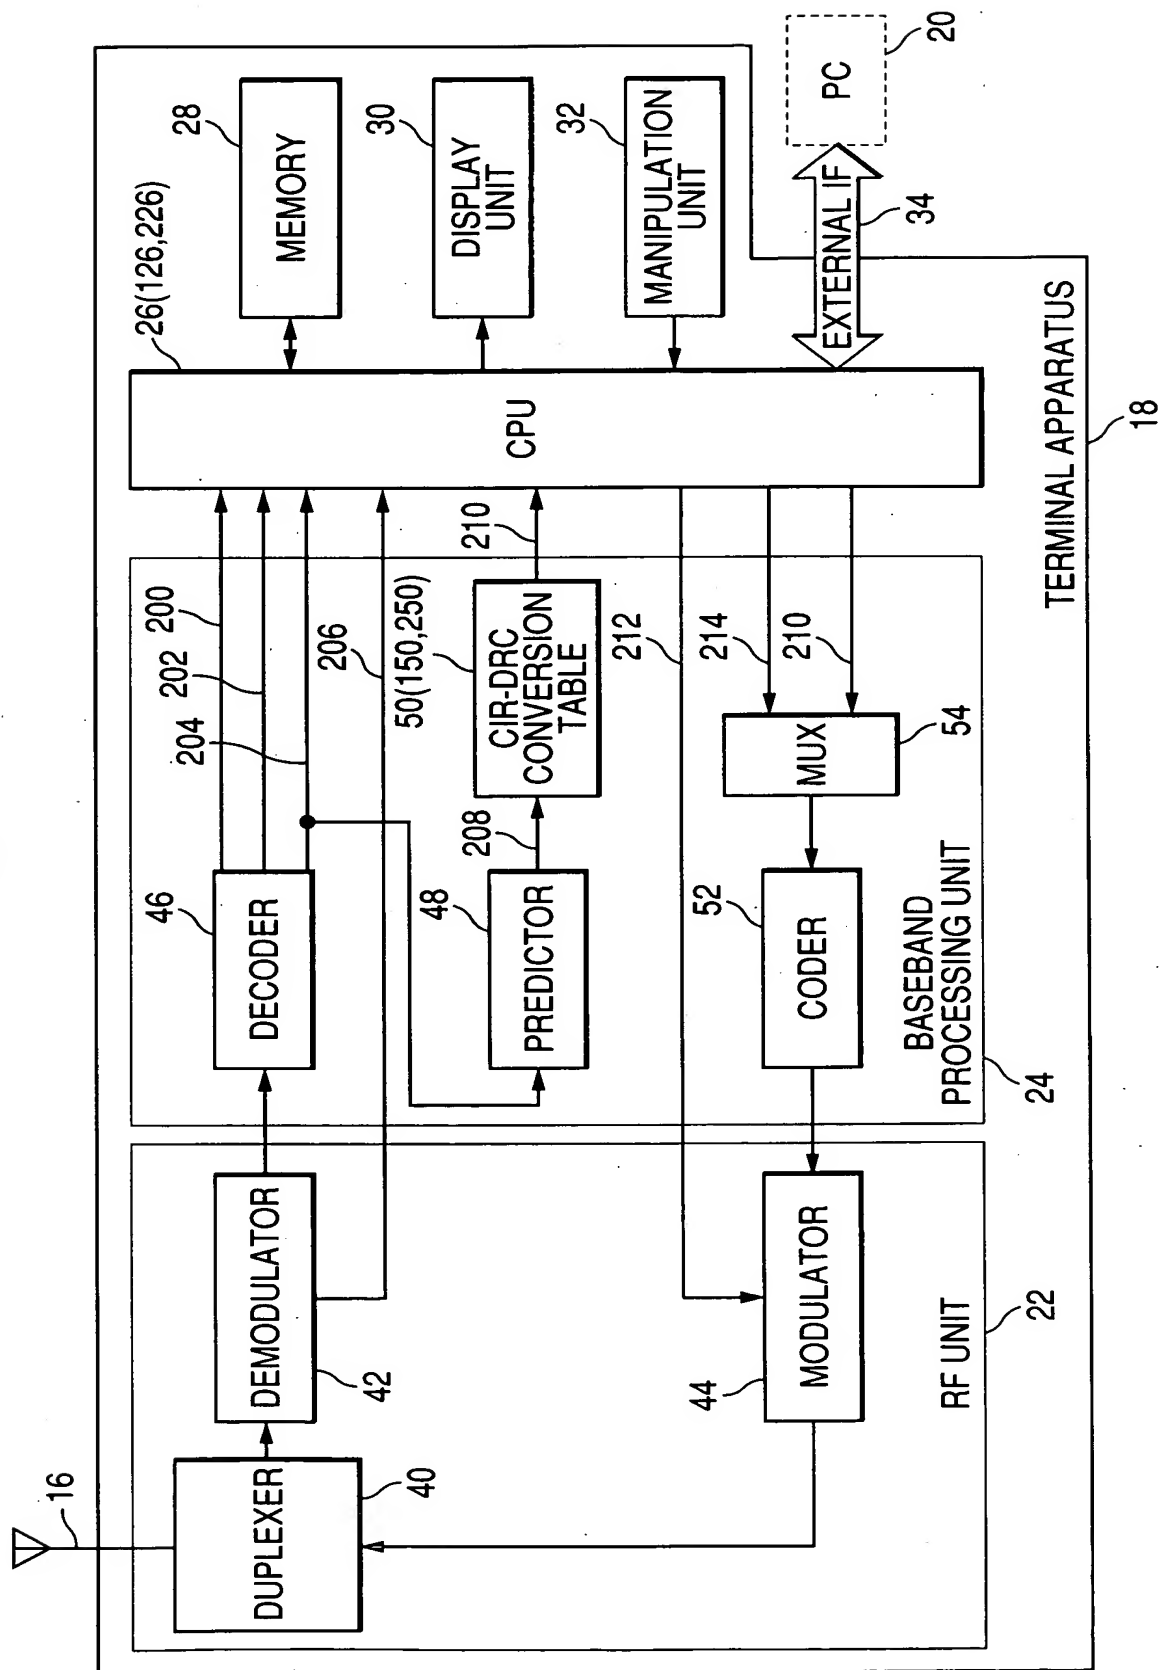 16
DUPLEXER
40
DEMODULATOR
42
MODULATOR
44
RF UNIT
22
46
DECODER
200
202
204
206
48
PREDICTOR
208
50(150,250)
CIR-DRC
CONVERSION
TABLE
210
212
214
210
MUX
54
52
CODER
BASEBAND
PROCESSING UNIT
24
26(126,226)
CPU
28
MEMORY
30
DISPLAY
UNIT
32
MANIPULATION
UNIT
EXTERNAL IF
34
PC
20
TERMINAL APPARATUS
18